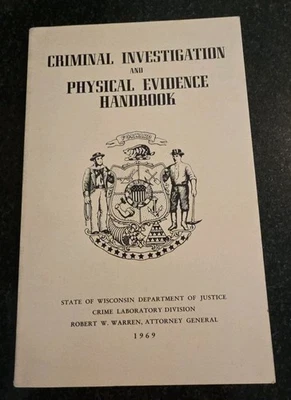 CRIMINAL INVESTIGATION
AND
PHYSICAL EVIDENCE
HANDBOOK
STATE OF WISCONSIN DEPARTMENT OF JUSTICE
CRIME LABORATORY DIVISION
ROBERT W. WARREN, ATTORNEY GENERAL
1969